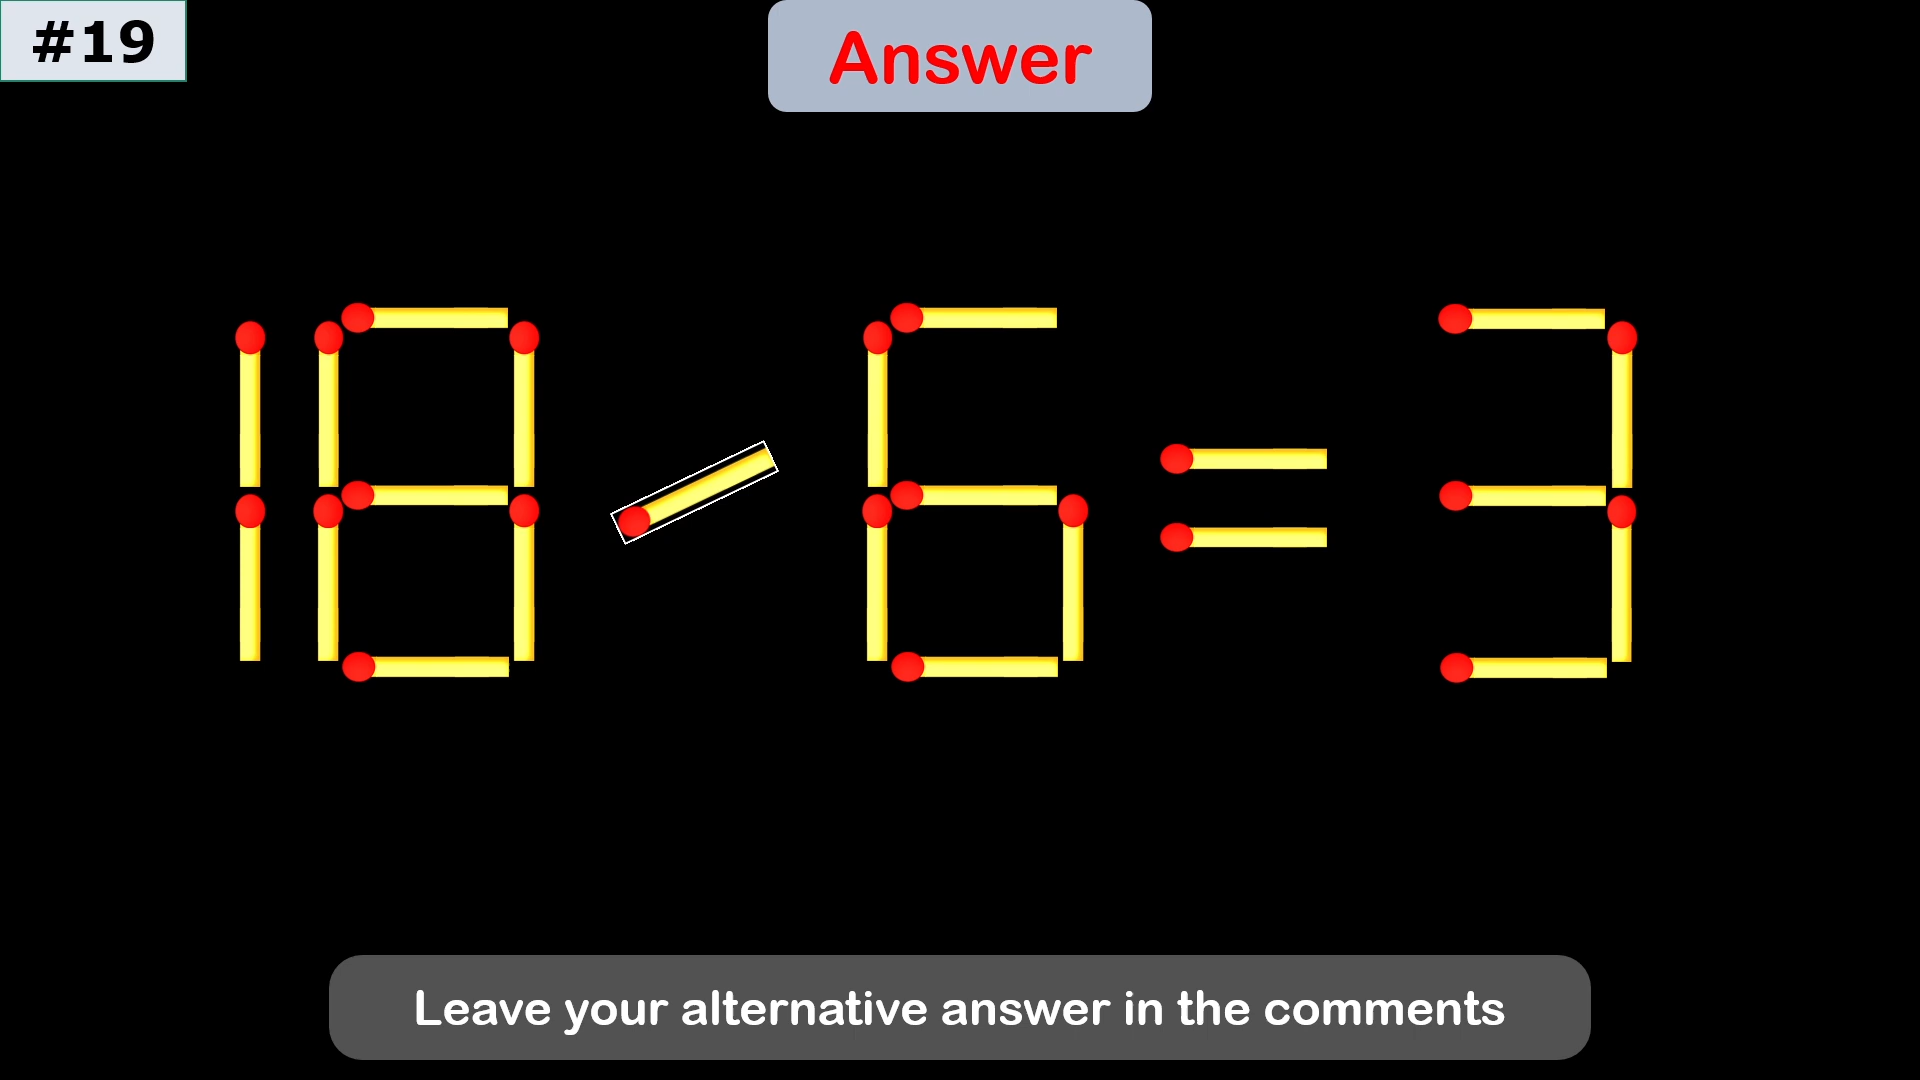 #19
Answer
18 / 6 = 3
Leave your alternative answer in the comments